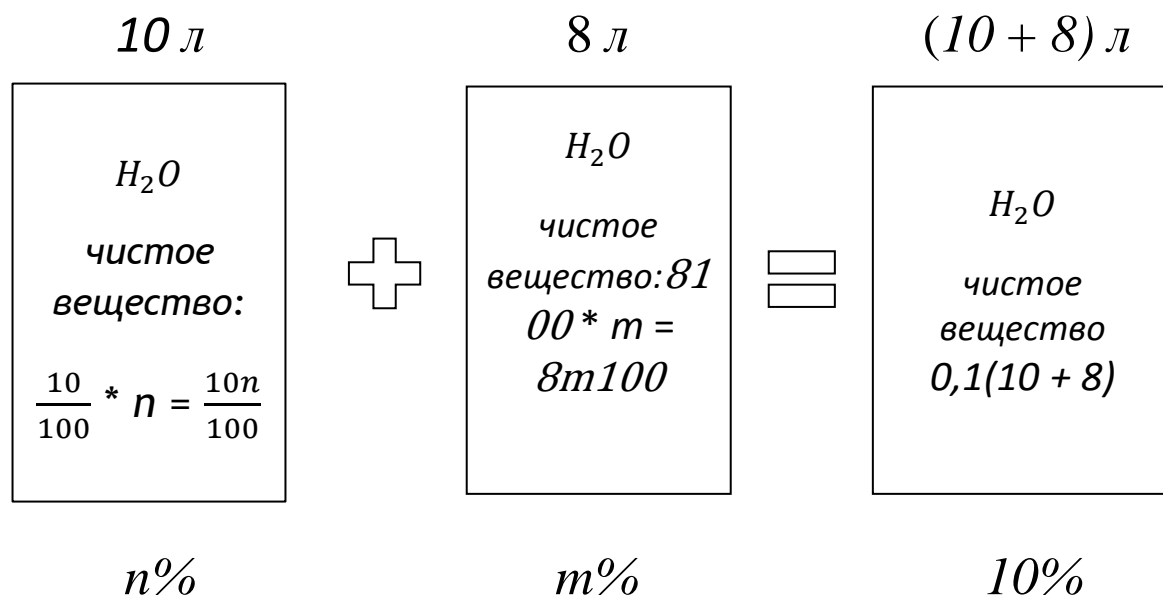 10 л
8 л
(10 + 8) л
H₂O
чистое
вещество:
10/100 * n = 10n/100
H₂O
чистое
вещество:81
00 * m =
8m100
H₂O
чистое
вещество
0,1(10 + 8)
n%
m%
10%